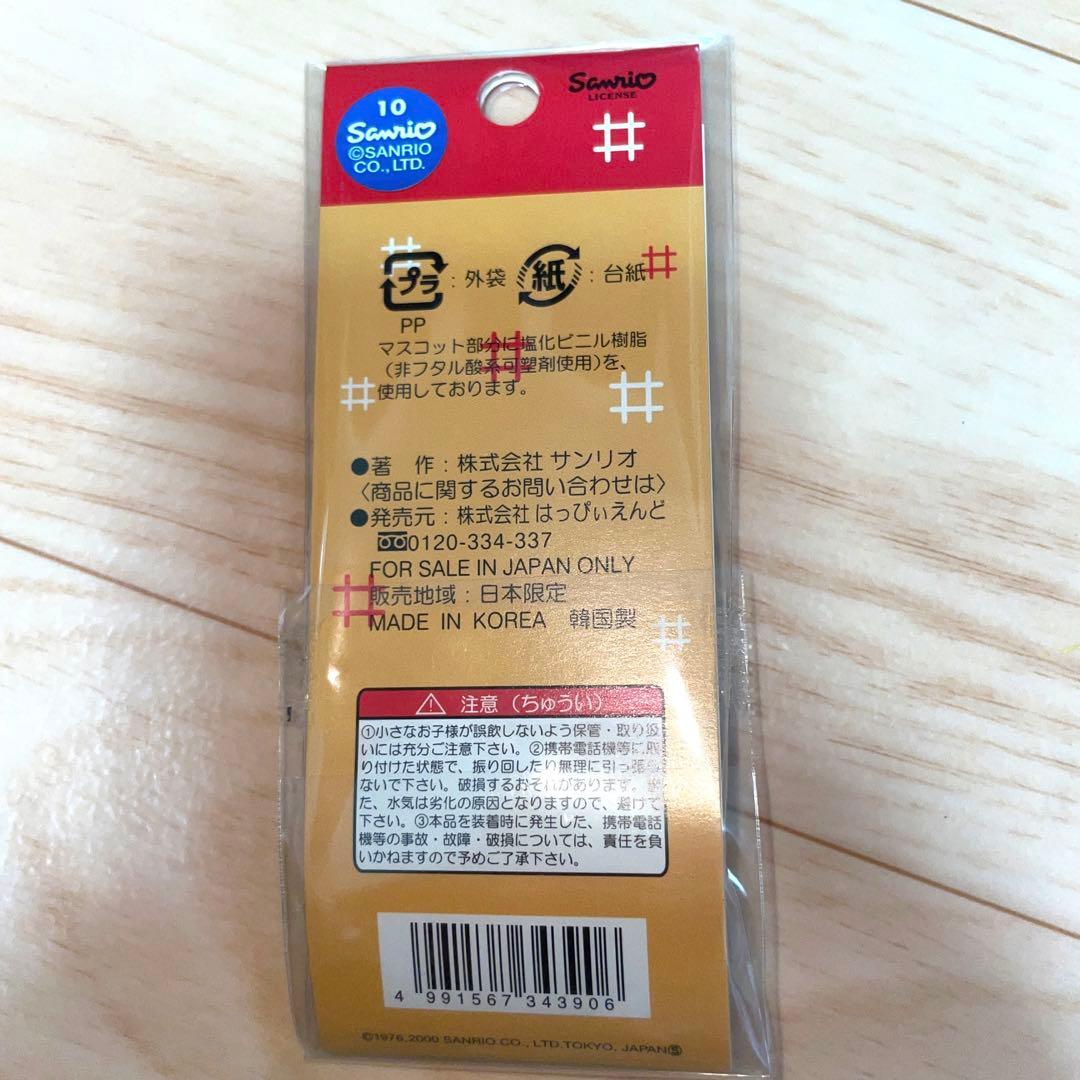 10
Sanrio
©SANRIO
CO., LTD.
Sanrio
LICENSE
プラ : 外袋 紙 : 台紙
PP
マスコット部分に塩化ビニル樹脂
(非フタル酸系可塑剤使用)を、
使用しております。
●著 作 : 株式会社 サンリオ
〈商品に関するお問い合わせは〉
●発売元 : 株式会社 はっぴぃえんど
0120-334-337
FOR SALE IN JAPAN ONLY
販売地域 : 日本限定
MADE IN KOREA 韓国製
注意(ちゅうい)
①小さなお子様が誤飲しないよう保管・取り扱
いには充分ご注意下さい。②携帯電話機等に取
り付けた状態で、振り回したり無理に引っ張ら
ないで下さい。破損するおそれがあります。ま
た、水気は劣化の原因となりますので、避けて
下さい。③本品を装着時に発生した、携帯電話
機等の事故・故障・破損については、責任を負
いかねますので予めご了承下さい。
4 991567 343906
©1976,2000 SANRIO CO., LTD.TOKYO, JAPAN Ⓢ